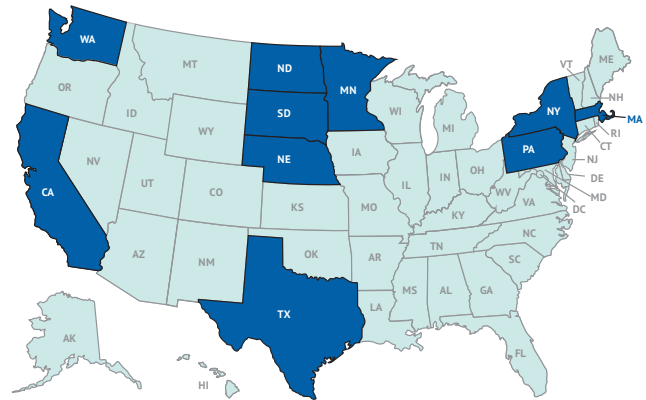 WA
MT
ND
MN
OR
ID
SD
WY
WI
MI
NY
VT
ME
NH
MA
RI
CT
NV
UT
CO
NE
IA
IL
IN
OH
PA
NJ
DE
MD
DC
CA
KS
MO
KY
WV
VA
AZ
NM
OK
AR
TN
NC
SC
TX
LA
MS
AL
GA
FL
AK
HI